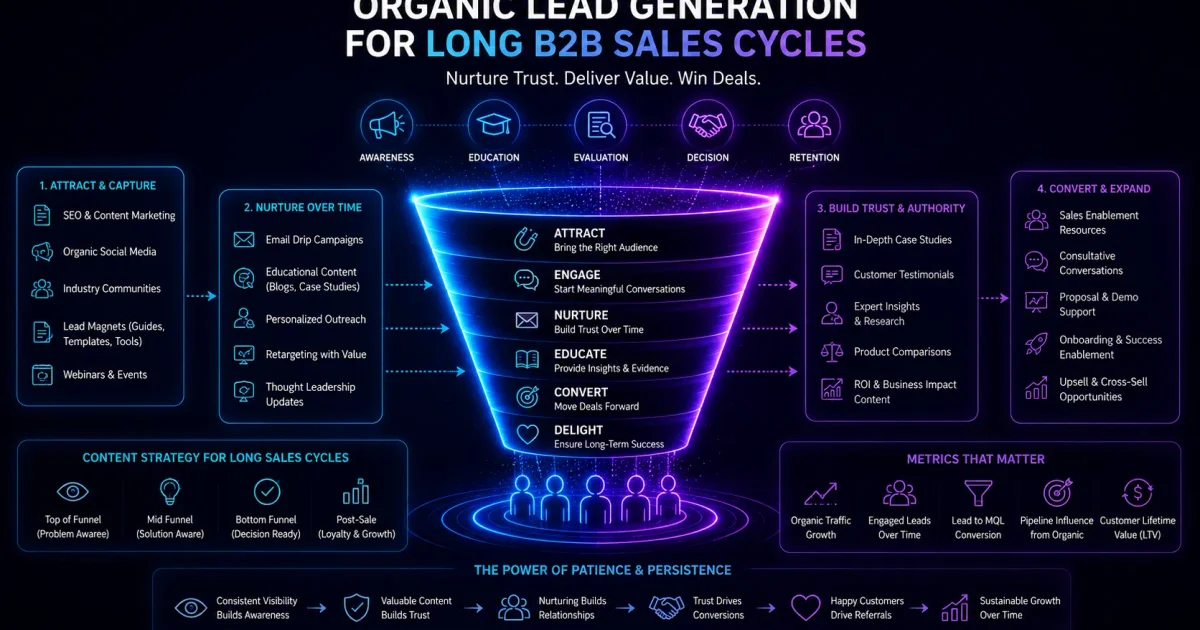 ORGANIC LEAD GENERATION
FOR LONG B2B SALES CYCLES
Nurture Trust. Deliver Value. Win Deals.
AWARENESS
EDUCATION
EVALUATION
DECISION
RETENTION
1. ATTRACT & CAPTURE
SEO & Content Marketing
Organic Social Media
Industry Communities
Lead Magnets (Guides,
Templates, Tools)
Webinars & Events
2. NURTURE OVER TIME
Email Drip Campaigns
Educational Content
(Blogs, Case Studies)
Personalized Outreach
Retargeting with Value
Thought Leadership
Updates
ATTRACT
Bring the Right Audience
ENGAGE
Start Meaningful Conversations
NURTURE
Build Trust Over Time
EDUCATE
Provide Insights & Evidence
CONVERT
Move Deals Forward
DELIGHT
Ensure Long-Term Success
3. BUILD TRUST & AUTHORITY
In-Depth Case Studies
Customer Testimonials
Expert Insights
& Research
Product Comparisons
ROI & Business Impact
Content
4. CONVERT & EXPAND
Sales Enablement
Resources
Consultative
Conversations
Proposal & Demo
Support
Onboarding & Success
Enablement
Upsell & Cross-Sell
Opportunities
CONTENT STRATEGY FOR LONG SALES CYCLES
Top of Funnel
(Problem Awaree)
Mid Funnel
(Solution Aware)
Bottom Funnel
(Decision Ready)
Post-Sale
(Loyalty & Growth)
METRICS THAT MATTER
Organic Traffic
Growth
Engaged Leads
Over Time
Lead to MQL
Conversion
Pipeline Influence
from Organic
Customer Lifetime
Value (LTV)
THE POWER OF PATIENCE & PERSISTENCE
Consistent Visibility
Builds Awareness
Valuable Content
Builds Trust
Nurturing Builds
Relationships
Trust Drives
Conversions
Happy Customers
Drive Referrals
Sustainable Growth
Over Time